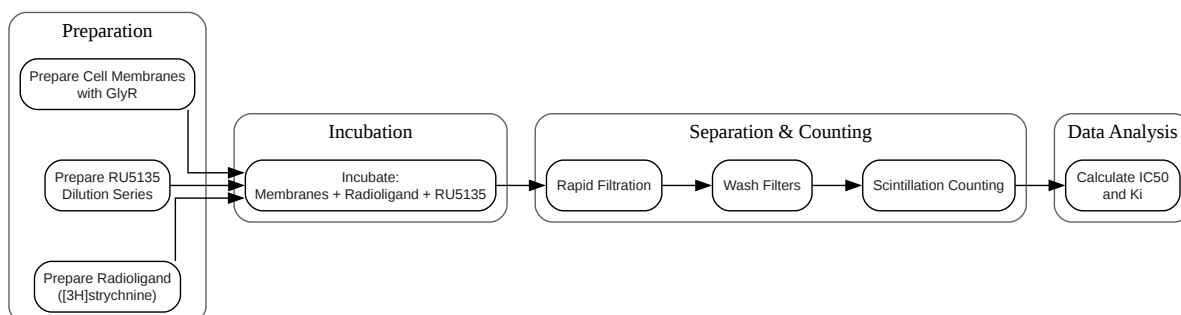 Preparation
Prepare Cell Membranes
with GlyR
Prepare RU5135
Dilution Series
Prepare Radioligand
([3H]strychnine)
Incubation
Incubate:
Membranes + Radioligand + RU5135
Separation & Counting
Rapid Filtration
Wash Filters
Scintillation Counting
Data Analysis
Calculate IC50
and Ki